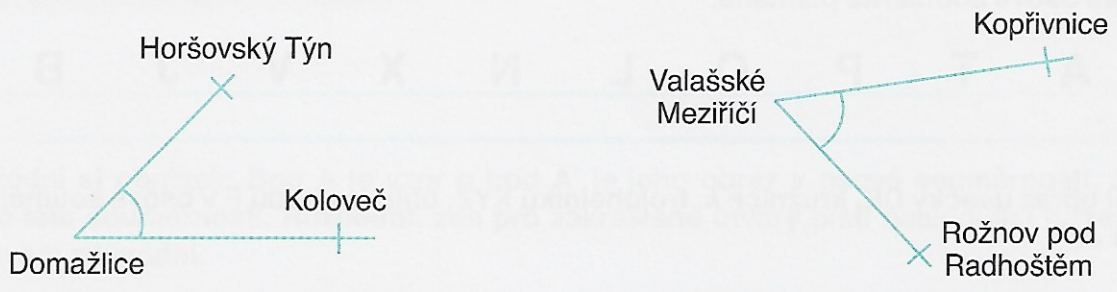 Horšovský Týn
Koloveč
Domažlice
Kopřivnice
Valašské
Meziříčí
Rožnov pod
Radhoštěm